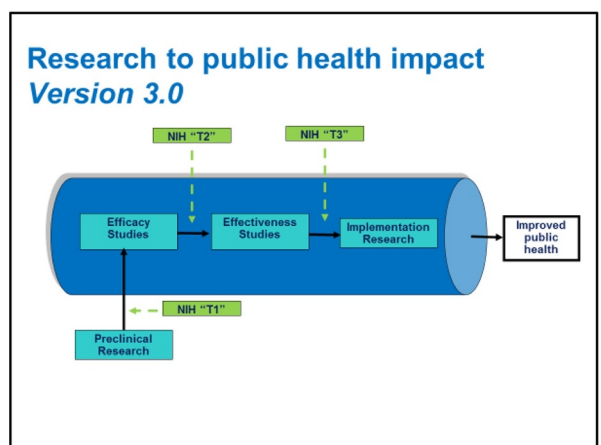 Research to public health impact
Version 3.0
NIH “T2”
NIH “T3”
Efficacy
Studies
Effectiveness
Studies
Implementation
Research
Improved
public
health
NIH “T1”
Preclinical
Research